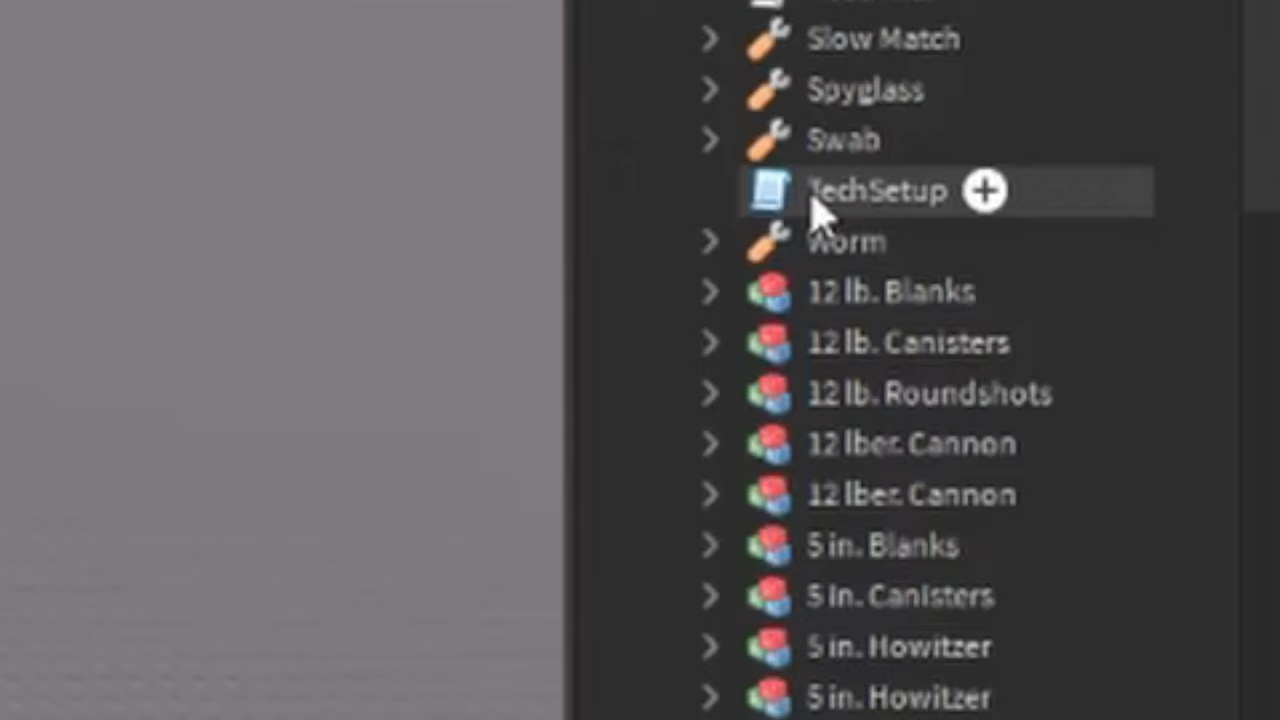 Slow Match
Spyglass
Swab
TechSetup
Worm
12 lb. Blanks
12 lb. Canisters
12 lb. Roundshots
12 lber. Cannon
12 lber. Cannon
5 in. Blanks
5 in. Canisters
5 in. Howitzer
5 in. Howitzer